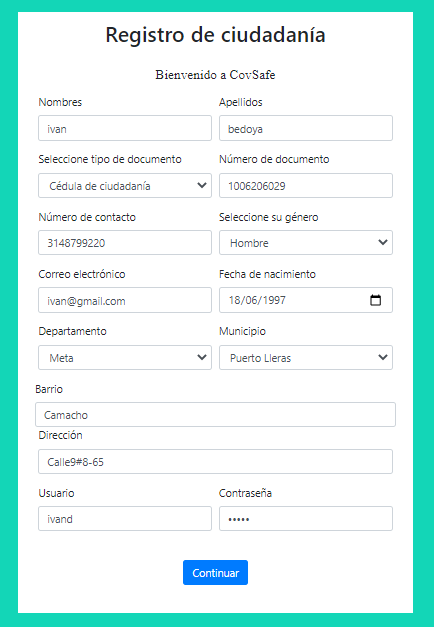 Registro de ciudadanía
Bienvenido a CovSafe
Nombres Apellidos
ivan bedoya
Seleccione tipo de documento Número de documento
Cédula de ciudadanía 1006206029
Número de contacto Seleccione su género
3148799220 Hombre
Correo electrónico Fecha de nacimiento
ivan@gmail.com 18/06/1997
Departamento Municipio
Meta Puerto Lleras
Barrio
Camacho
Dirección
Calle9#8-65
Usuario Contraseña
ivand •••••
Continuar